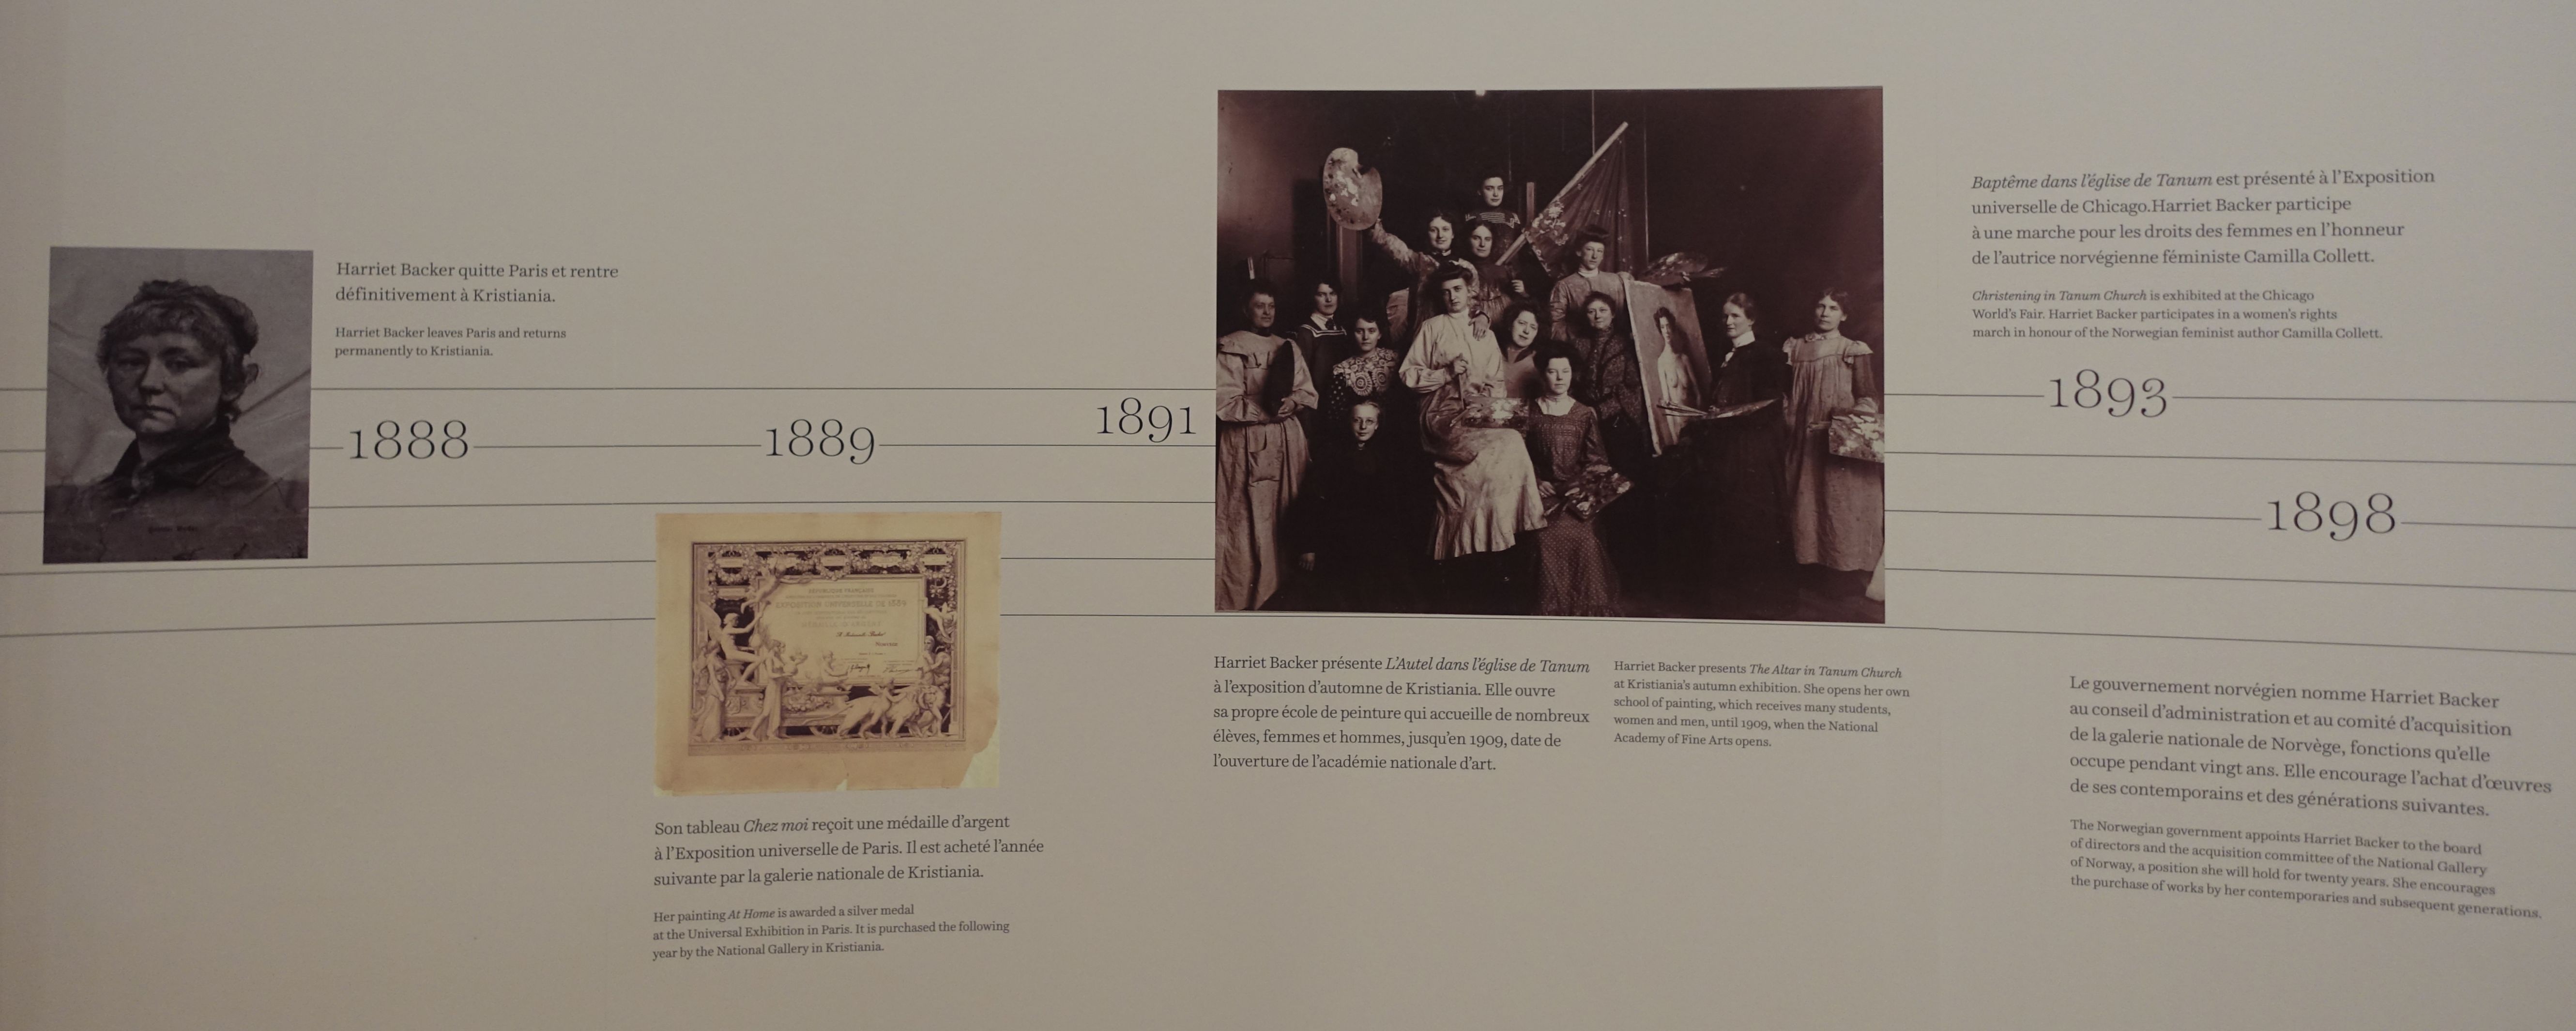 Harriet Backer quitte Paris et rentre
définitivement à Kristiania.
Harriet Backer leaves Paris and returns
permanently to Kristiania.
1888
1889
RÉPUBLIQUE FRANÇAISE
EXPOSITION UNIVERSELLE DE 1889
Son tableau Chez moi reçoit une médaille d'argent
à l'Exposition universelle de Paris. Il est acheté l'année
suivante par la galerie nationale de Kristiania.
Her painting At Home is awarded a silver medal
at the Universal Exhibition in Paris. It is purchased the following
year by the National Gallery in Kristiania.
1891
Harriet Backer présente L'Autel dans l'église de Tanum
à l'exposition d'automne de Kristiania. Elle ouvre
sa propre école de peinture qui accueille de nombreux
élèves, femmes et hommes, jusqu'en 1909, date de
l'ouverture de l'académie nationale d'art.
Harriet Backer presents The Altar in Tanum Church
at Kristiania's autumn exhibition. She opens her own
school of painting, which receives many students,
women and men, until 1909, when the National
Academy of Fine Arts opens.
Baptême dans l'église de Tanum est présenté à l'Exposition
universelle de Chicago.Harriet Backer participe
à une marche pour les droits des femmes en l'honneur
de l'autrice norvégienne féministe Camilla Collett.
Christening in Tanum Church is exhibited at the Chicago
World's Fair. Harriet Backer participates in a women's rights
march in honour of the Norwegian feminist author Camilla Collett.
1893
1898
Le gouvernement norvégien nomme Harriet Backer
au conseil d'administration et au comité d'acquisition
de la galerie nationale de Norvège, fonctions qu'elle
occupe pendant vingt ans. Elle encourage l'achat d'œuvres
de ses contemporains et des générations suivantes.
The Norwegian government appoints Harriet Backer to the board
of directors and the acquisition committee of the National Gallery
of Norway, a position she will hold for twenty years. She encourages
the purchase of works by her contemporaries and subsequent generations.